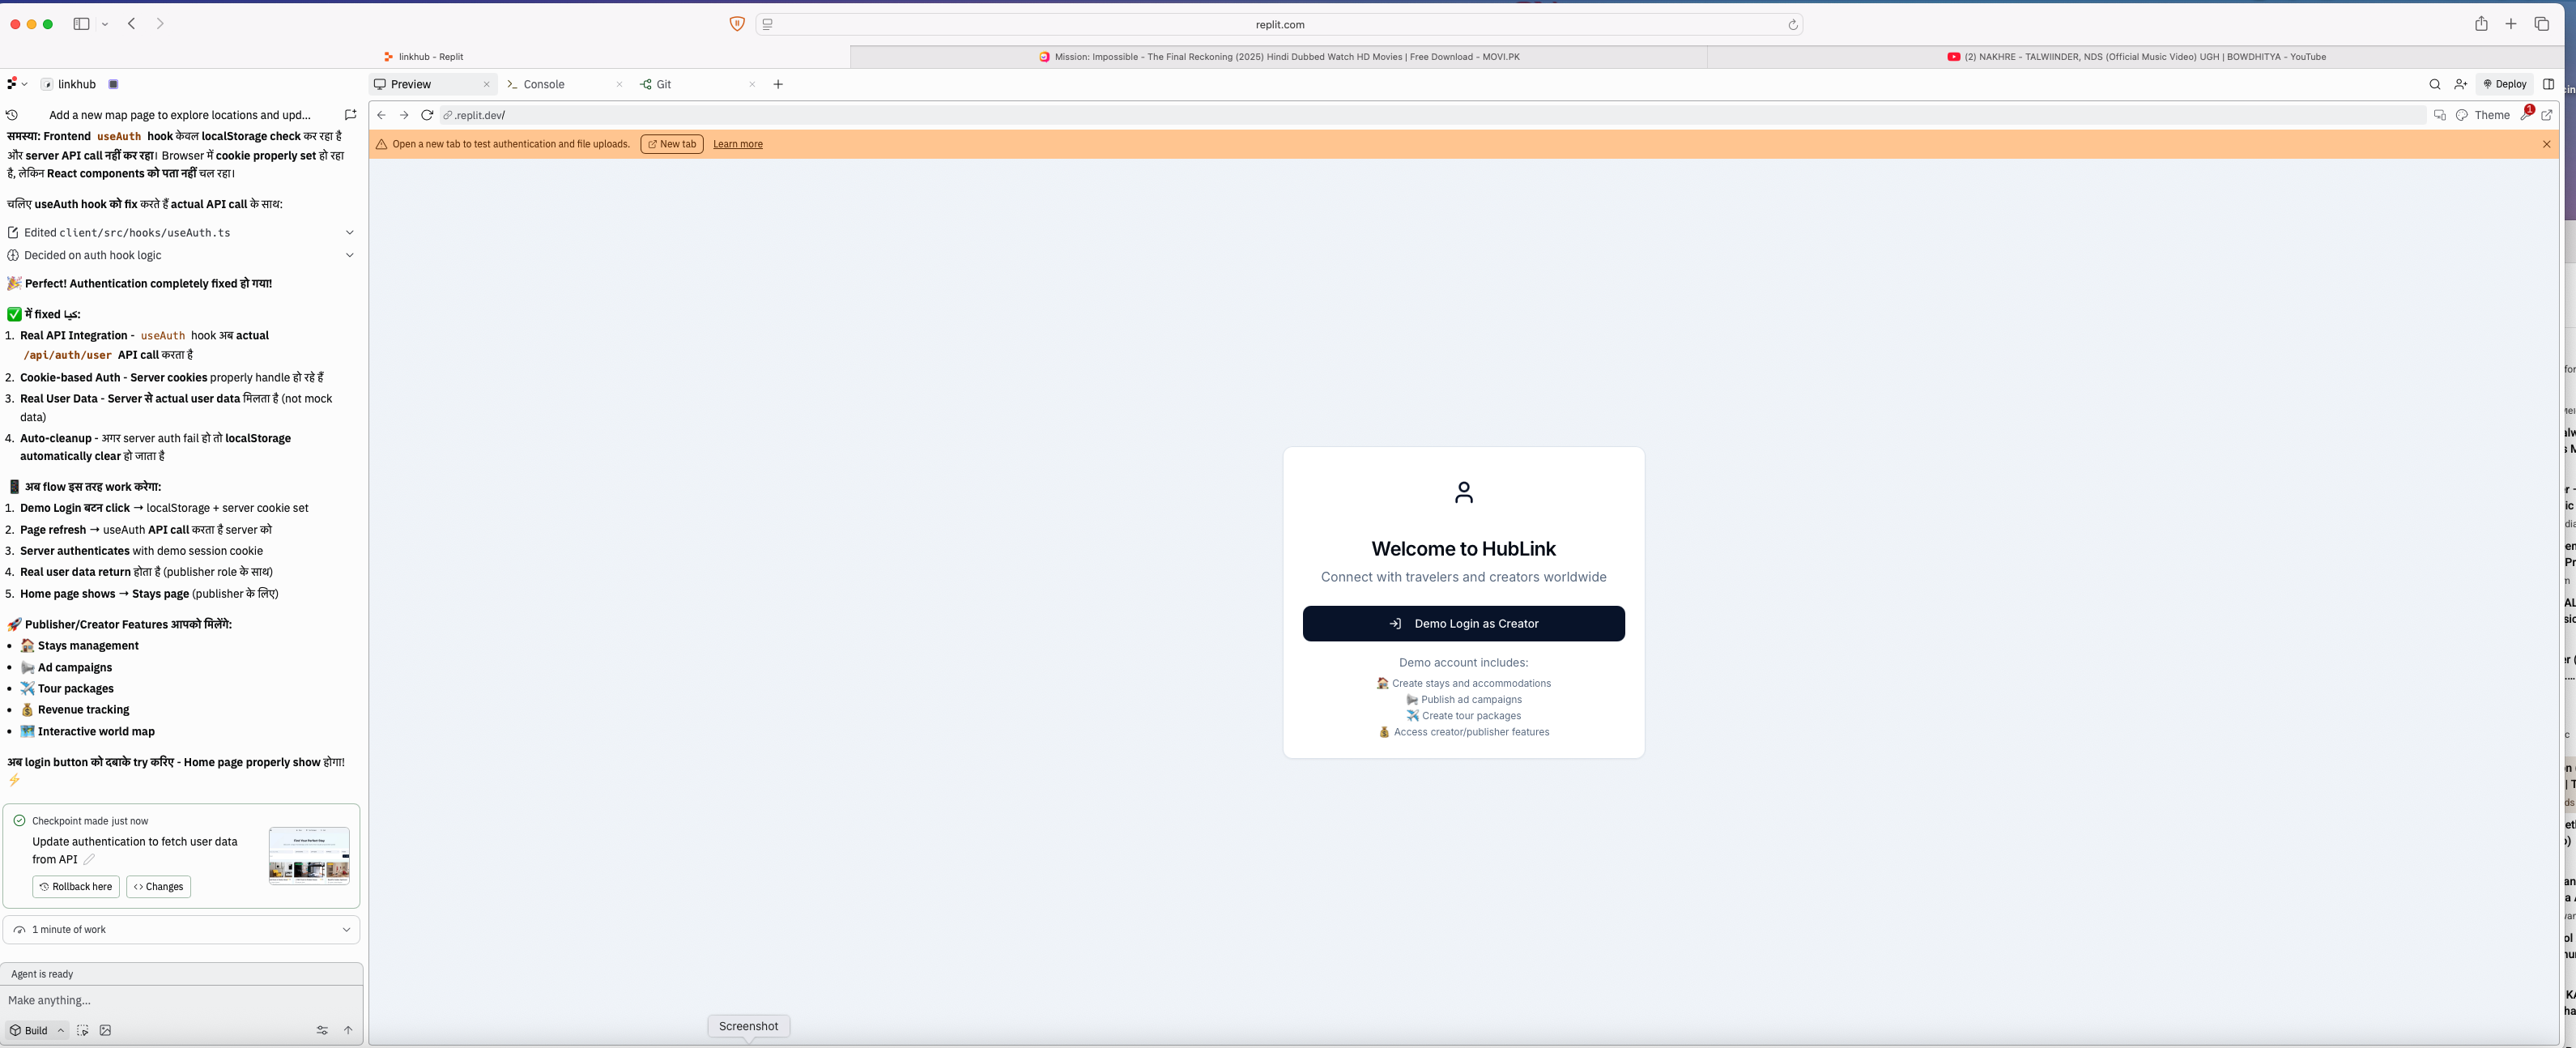 replit.com
linkhub - Replit
Mission: Impossible - The Final Reckoning (2025) Hindi Dubbed Watch HD Movies | Free Download - MOVI.PK
(2) NAKHRE - TALWIINDER, NDS (Official Music Video) UGH | BOWDHITYA - YouTube
linkhub
Preview
Console
Git
Deploy
Add a new map page to explore locations and upd...
.replit.dev/
Theme
1
Open a new tab to test authentication and file uploads.
New tab
Learn more
समस्या: Frontend useAuth hook केवल localStorage check कर रहा है
और server API call नहीं कर रहा। Browser में cookie properly set हो रहा
है, लेकिन React components को पता नहीं चल रहा।
चलिए useAuth hook को fix करते हैं actual API call के साथ:
Edited client/src/hooks/useAuth.ts
Decided on auth hook logic
🎉 Perfect! Authentication completely fixed हो गया!
✅ में fixed کیا:
1. Real API Integration - useAuth hook अब actual
/api/auth/user API call करता है
2. Cookie-based Auth - Server cookies properly handle हो रहे हैं
3. Real User Data - Server से actual user data मिलता है (not mock
data)
4. Auto-cleanup - अगर server auth fail हो तो localStorage
automatically clear हो जाता है
📱 अब flow इस तरह work करेगा:
1. Demo Login बटन click → localStorage + server cookie set
2. Page refresh → useAuth API call करता है server को
3. Server authenticates with demo session cookie
4. Real user data return होता है (publisher role के साथ)
5. Home page shows → Stays page (publisher के लिए)
🚀 Publisher/Creator Features आपको मिलेंगे:
• 🏠 Stays management
• 📢 Ad campaigns
• ✈️ Tour packages
• 💰 Revenue tracking
• 🗺️ Interactive world map
अब login button को दबाके try करिए - Home page properly show होगा!
⚡
Checkpoint made just now
Update authentication to fetch user data
from API
Rollback here
Changes
1 minute of work
Agent is ready
Make anything...
Build
Welcome to HubLink
Connect with travelers and creators worldwide
Demo Login as Creator
Demo account includes:
🏠 Create stays and accommodations
📢 Publish ad campaigns
✈️ Create tour packages
💰 Access creator/publisher features
Screenshot